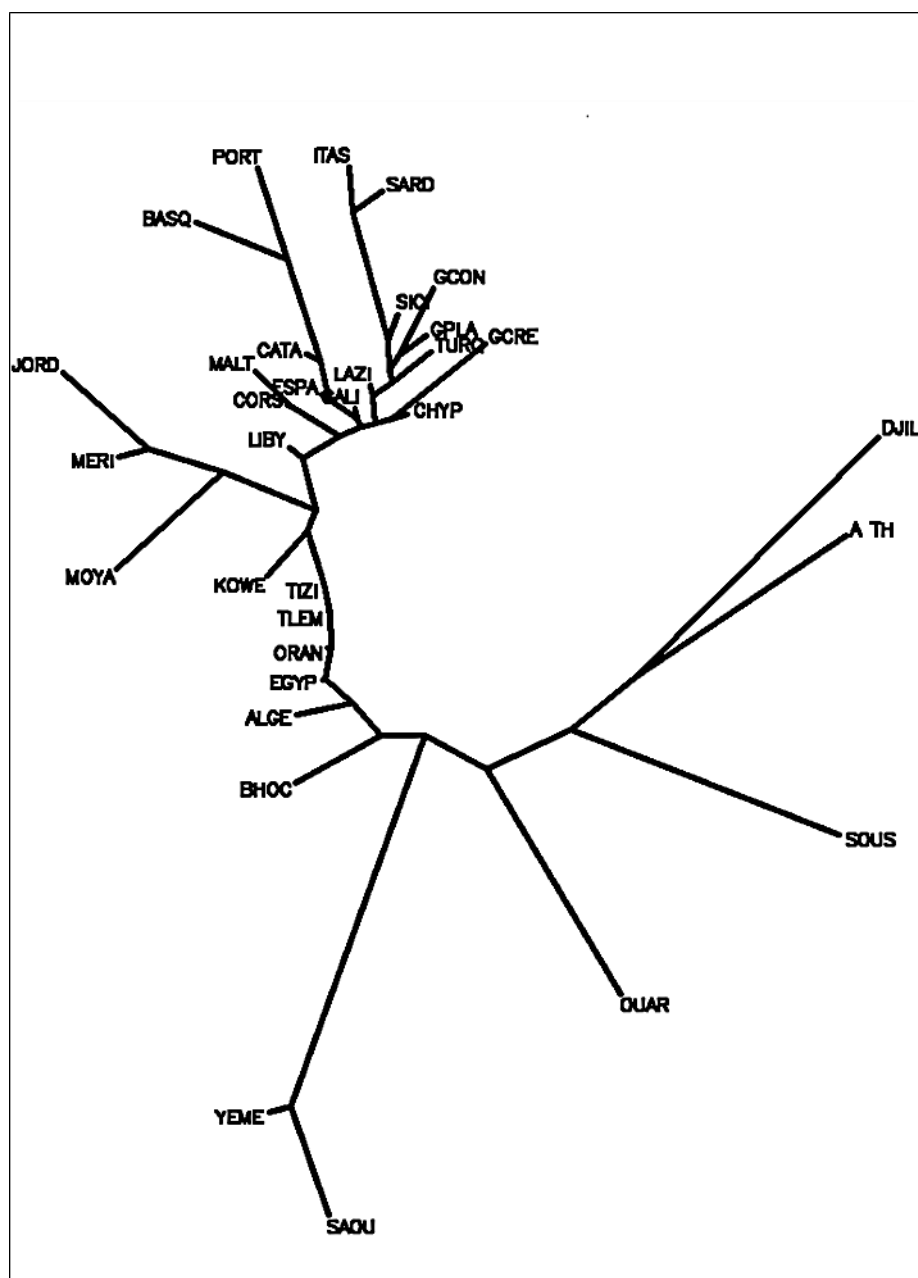 PORT
ITAS
SARD
BASQ
GCON
GPLA
GCRE
TURQ
CATA
MALT
LAZI
JORD
ESPA
CORS
CHYP
LIBY
DJIL
MERI
A TH
MOYA
KOWE
TIZI
TLEM
ORAN
EGYP
ALGE
BHOC
SOUS
OUAR
YEME
SAOU